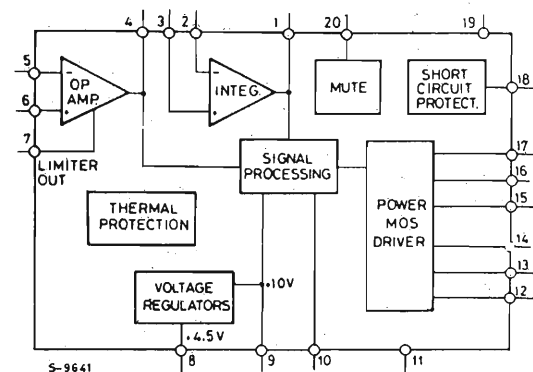 4 3 2 1 20 19
5
OP
AMP.
6
7
LIMITER
OUT
INTEG.
MUTE
SHORT
CIRCUIT
PROTECT.
18
SIGNAL
PROCESSING
THERMAL
PROTECTION
POWER
MOS
DRIVER
17
16
15
14
13
12
VOLTAGE
REGULATORS
.10V
.4.5V
8 9 10 11
S-9641